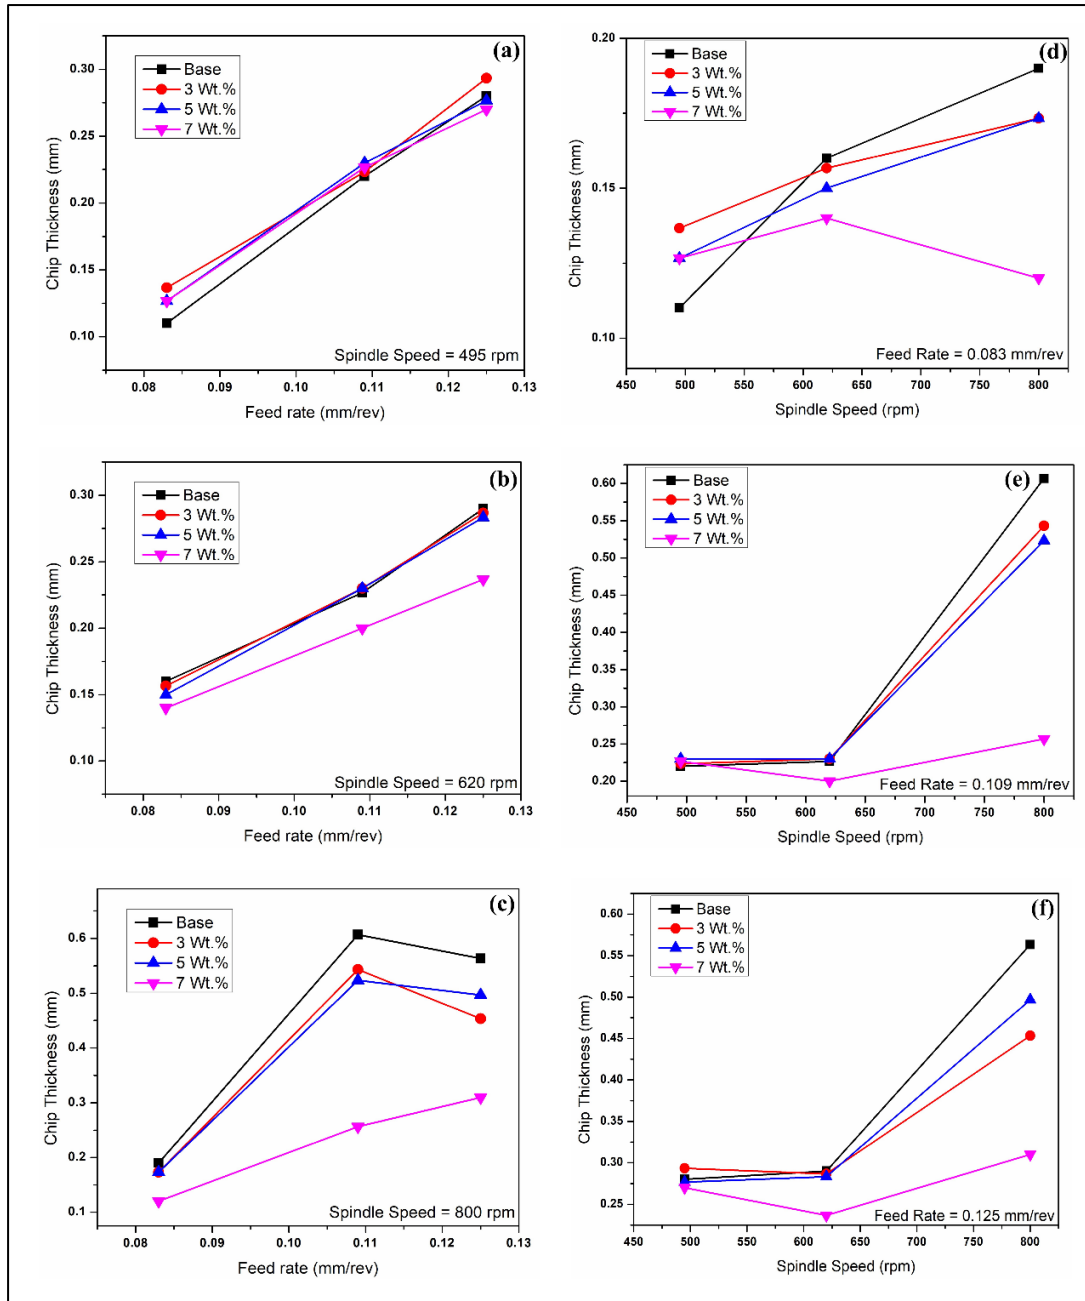 (a)
Base
3 Wt.%
5 Wt.%
7 Wt.%
0.30
0.25
0.20
0.15
0.10
Chip Thickness (mm)
Spindle Speed = 495 rpm
0.08 0.09 0.10 0.11 0.12 0.13
Feed rate (mm/rev)
(d)
Base
3 Wt.%
5 Wt.%
7 Wt.%
0.20
0.15
0.10
Chip Thickness (mm)
Feed Rate = 0.083 mm/rev
450 500 550 600 650 700 750 800
Spindle Speed (rpm)
(b)
Base
3 Wt.%
5 Wt.%
7 Wt.%
0.30
0.25
0.20
0.15
0.10
Chip Thickness (mm)
Spindle Speed = 620 rpm
0.08 0.09 0.10 0.11 0.12 0.13
Feed rate (mm/rev)
(e)
Base
3 Wt.%
5 Wt.%
7 Wt.%
0.60
0.55
0.50
0.45
0.40
0.35
0.30
0.25
0.20
Chip Thickness (mm)
Feed Rate = 0.109 mm/rev
450 500 550 600 650 700 750 800
Spindle Speed (rpm)
(c)
Base
3 Wt.%
5 Wt.%
7 Wt.%
0.6
0.5
0.4
0.3
0.2
0.1
Chip Thickness (mm)
Spindle Speed = 800 rpm
0.08 0.09 0.10 0.11 0.12 0.13
Feed rate (mm/rev)
(f)
Base
3 Wt.%
5 Wt.%
7 Wt.%
0.60
0.55
0.50
0.45
0.40
0.35
0.30
0.25
Chip Thickness (mm)
Feed Rate = 0.125 mm/rev
450 500 550 600 650 700 750 800
Spindle Speed (rpm)